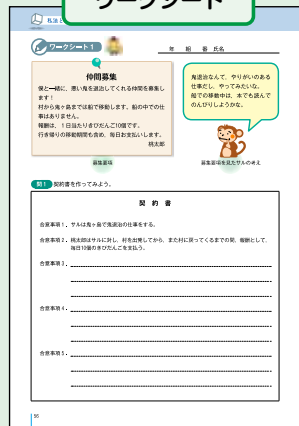 ワークシート
私法と
ワークシート1
年 組 番 氏名
仲間募集
僕と一緒に、悪い鬼を退治してくれる仲間を募集し
ます！
村から鬼ヶ島までは船で移動します。船の中での仕
事はありません。
報酬は、1日当たりきびだんご10個です。
行き帰りの移動期間も含め、毎日お支払いします。
桃太郎
募集要項
鬼退治なんて、やりがいのある
仕事だし、やってみたいな。
船での移動中は、本でも読んで
のんびりしようかな。
募集要項を見たサルの考え
問1 契約書を作ってみよう。
契 約 書
合意事項1．サルは鬼ヶ島で鬼退治の仕事をする。
合意事項2．桃太郎はサルに対し、村を出発してから、また村に戻ってくるまでの間、報酬として、
毎日10個のきびだんごを支払う。
合意事項3．
合意事項4．
合意事項5．
56